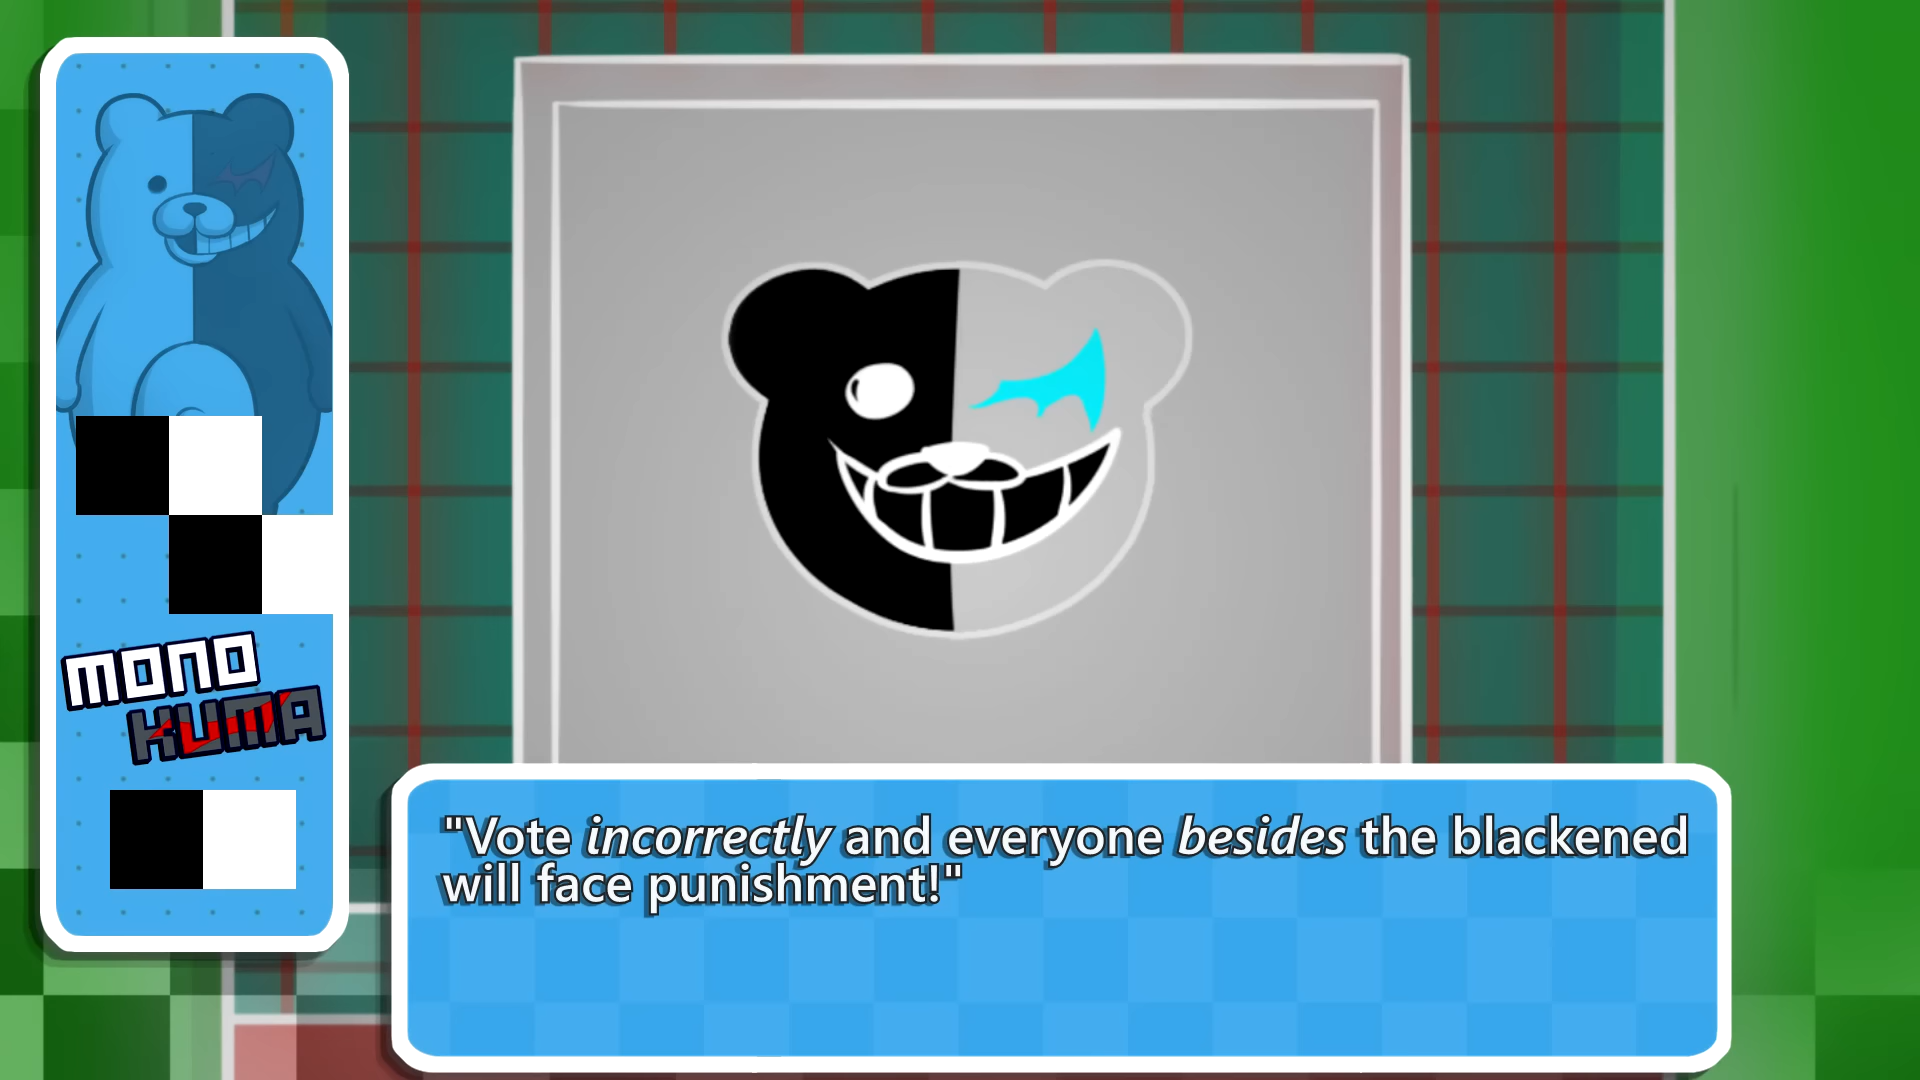 MONO
KUMA
"Vote incorrectly and everyone besides the blackened
will face punishment!"